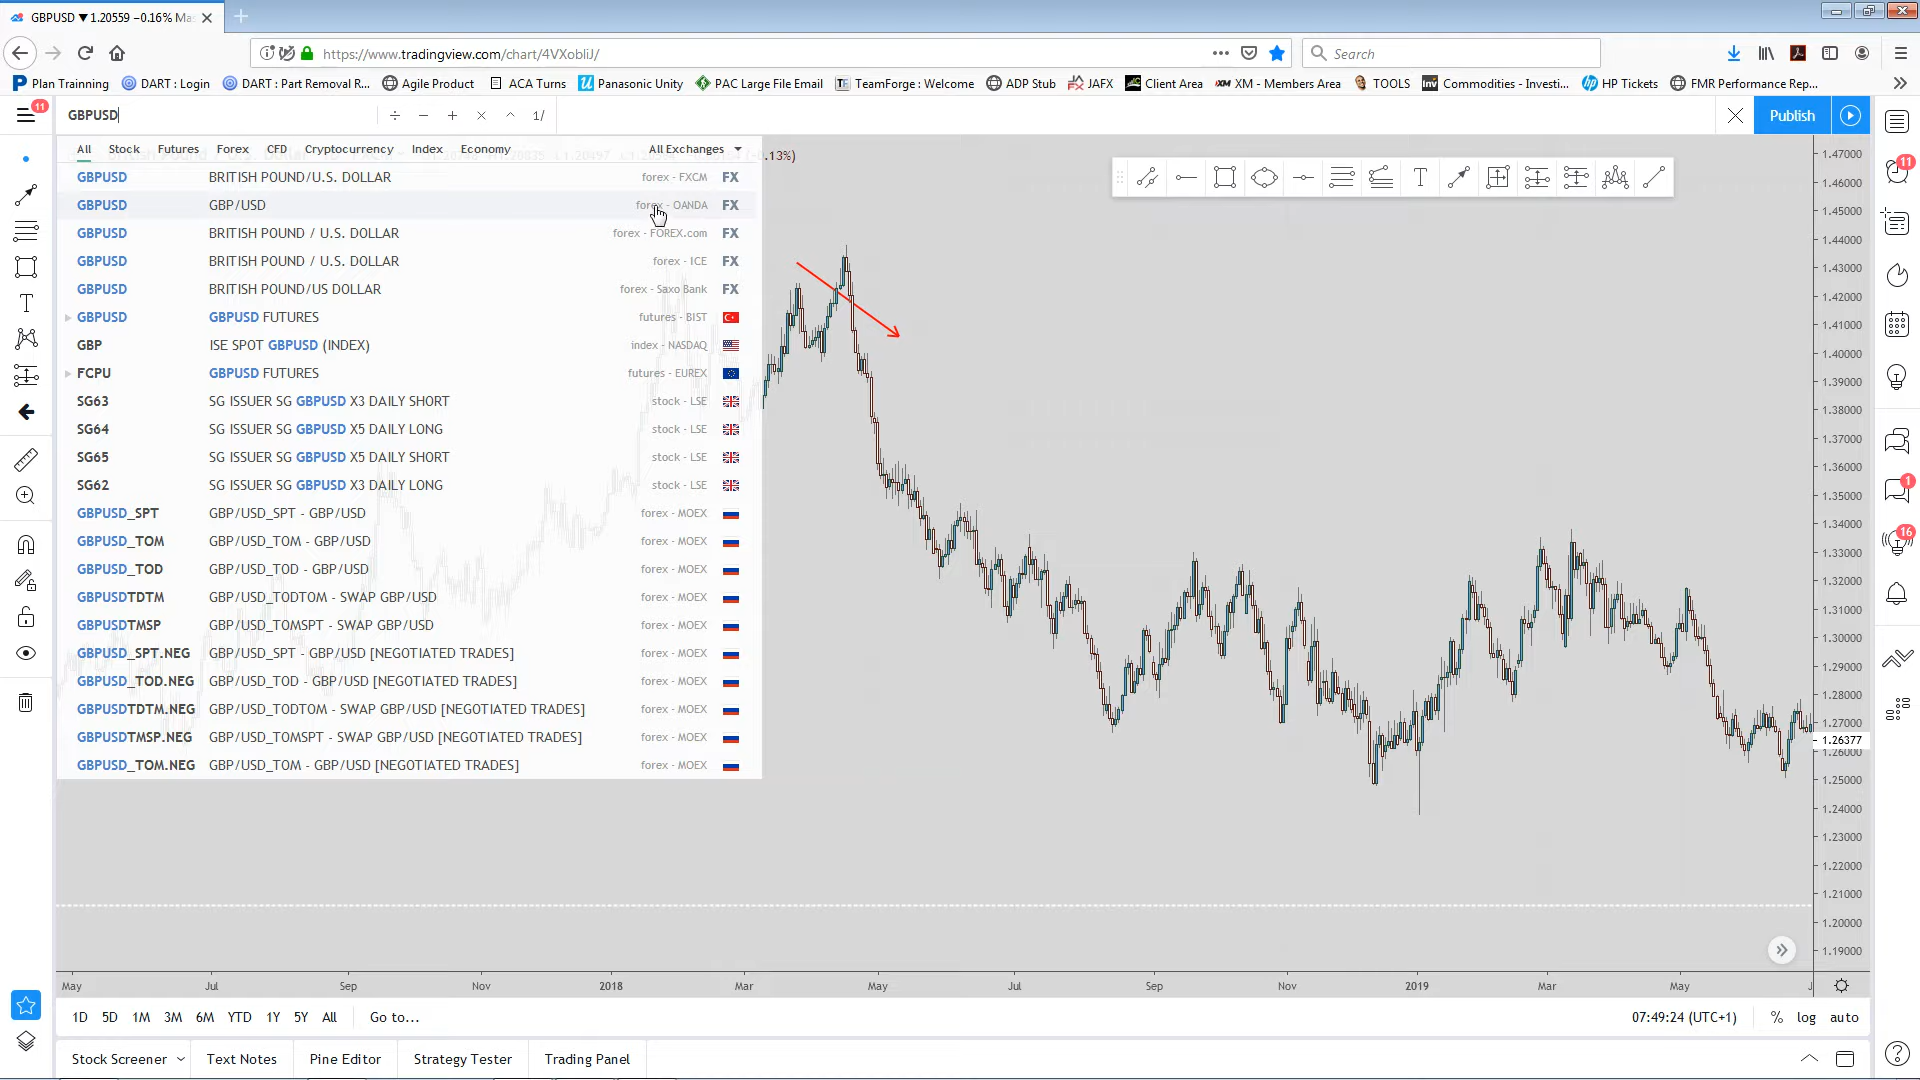 GBPUSD ▼ 1.20559 −0.16% Ma
https://www.tradingview.com/chart/4VXobliJ/
Search
Plan Trainning
DART : Login
DART : Part Removal R...
Agile Product
ACA Turns
Panasonic Unity
PAC Large File Email
TeamForge : Welcome
ADP Stub
JAFX
Client Area
XM - Members Area
TOOLS
Commodities - Investi...
HP Tickets
FMR Performance Rep...
11
GBPUSD
÷ − + × ^ 1/
Publish
All Stock Futures Forex CFD Cryptocurrency Index Economy All Exchanges
.13%)
GBPUSD BRITISH POUND/U.S. DOLLAR forex - FXCM FX
GBPUSD GBP/USD forex - OANDA FX
GBPUSD BRITISH POUND / U.S. DOLLAR forex - FOREX.com FX
GBPUSD BRITISH POUND / U.S. DOLLAR forex - ICE FX
GBPUSD BRITISH POUND/US DOLLAR forex - Saxo Bank FX
GBPUSD GBPUSD FUTURES futures - BIST
GBP ISE SPOT GBPUSD (INDEX) index - NASDAQ
FCPU GBPUSD FUTURES futures - EUREX
SG63 SG ISSUER SG GBPUSD X3 DAILY SHORT stock - LSE
SG64 SG ISSUER SG GBPUSD X5 DAILY LONG stock - LSE
SG65 SG ISSUER SG GBPUSD X5 DAILY SHORT stock - LSE
SG62 SG ISSUER SG GBPUSD X3 DAILY LONG stock - LSE
GBPUSD_SPT GBP/USD_SPT - GBP/USD forex - MOEX
GBPUSD_TOM GBP/USD_TOM - GBP/USD forex - MOEX
GBPUSD_TOD GBP/USD_TOD - GBP/USD forex - MOEX
GBPUSDTDTM GBP/USD_TODTOM - SWAP GBP/USD forex - MOEX
GBPUSDTMSP GBP/USD_TOMSPT - SWAP GBP/USD forex - MOEX
GBPUSD_SPT.NEG GBP/USD_SPT - GBP/USD [NEGOTIATED TRADES] forex - MOEX
GBPUSD_TOD.NEG GBP/USD_TOD - GBP/USD [NEGOTIATED TRADES] forex - MOEX
GBPUSDTDTM.NEG GBP/USD_TODTOM - SWAP GBP/USD [NEGOTIATED TRADES] forex - MOEX
GBPUSDTMSP.NEG GBP/USD_TOMSPT - SWAP GBP/USD [NEGOTIATED TRADES] forex - MOEX
GBPUSD_TOM.NEG GBP/USD_TOM - GBP/USD [NEGOTIATED TRADES] forex - MOEX
T
T
1.47000
1.46000
1.45000
1.44000
1.43000
1.42000
1.41000
1.40000
1.39000
1.38000
1.37000
1.36000
1.35000
1.34000
1.33000
1.32000
1.31000
1.30000
1.29000
1.28000
1.27000
1.26377
1.26000
1.25000
1.24000
1.23000
1.22000
1.21000
1.20000
1.19000
11
1
16
May Jul Sep Nov 2018 Mar May Jul Sep Nov 2019 Mar May J
1D 5D 1M 3M 6M YTD 1Y 5Y All Go to... 07:49:24 (UTC+1) % log auto
Stock Screener Text Notes Pine Editor Strategy Tester Trading Panel